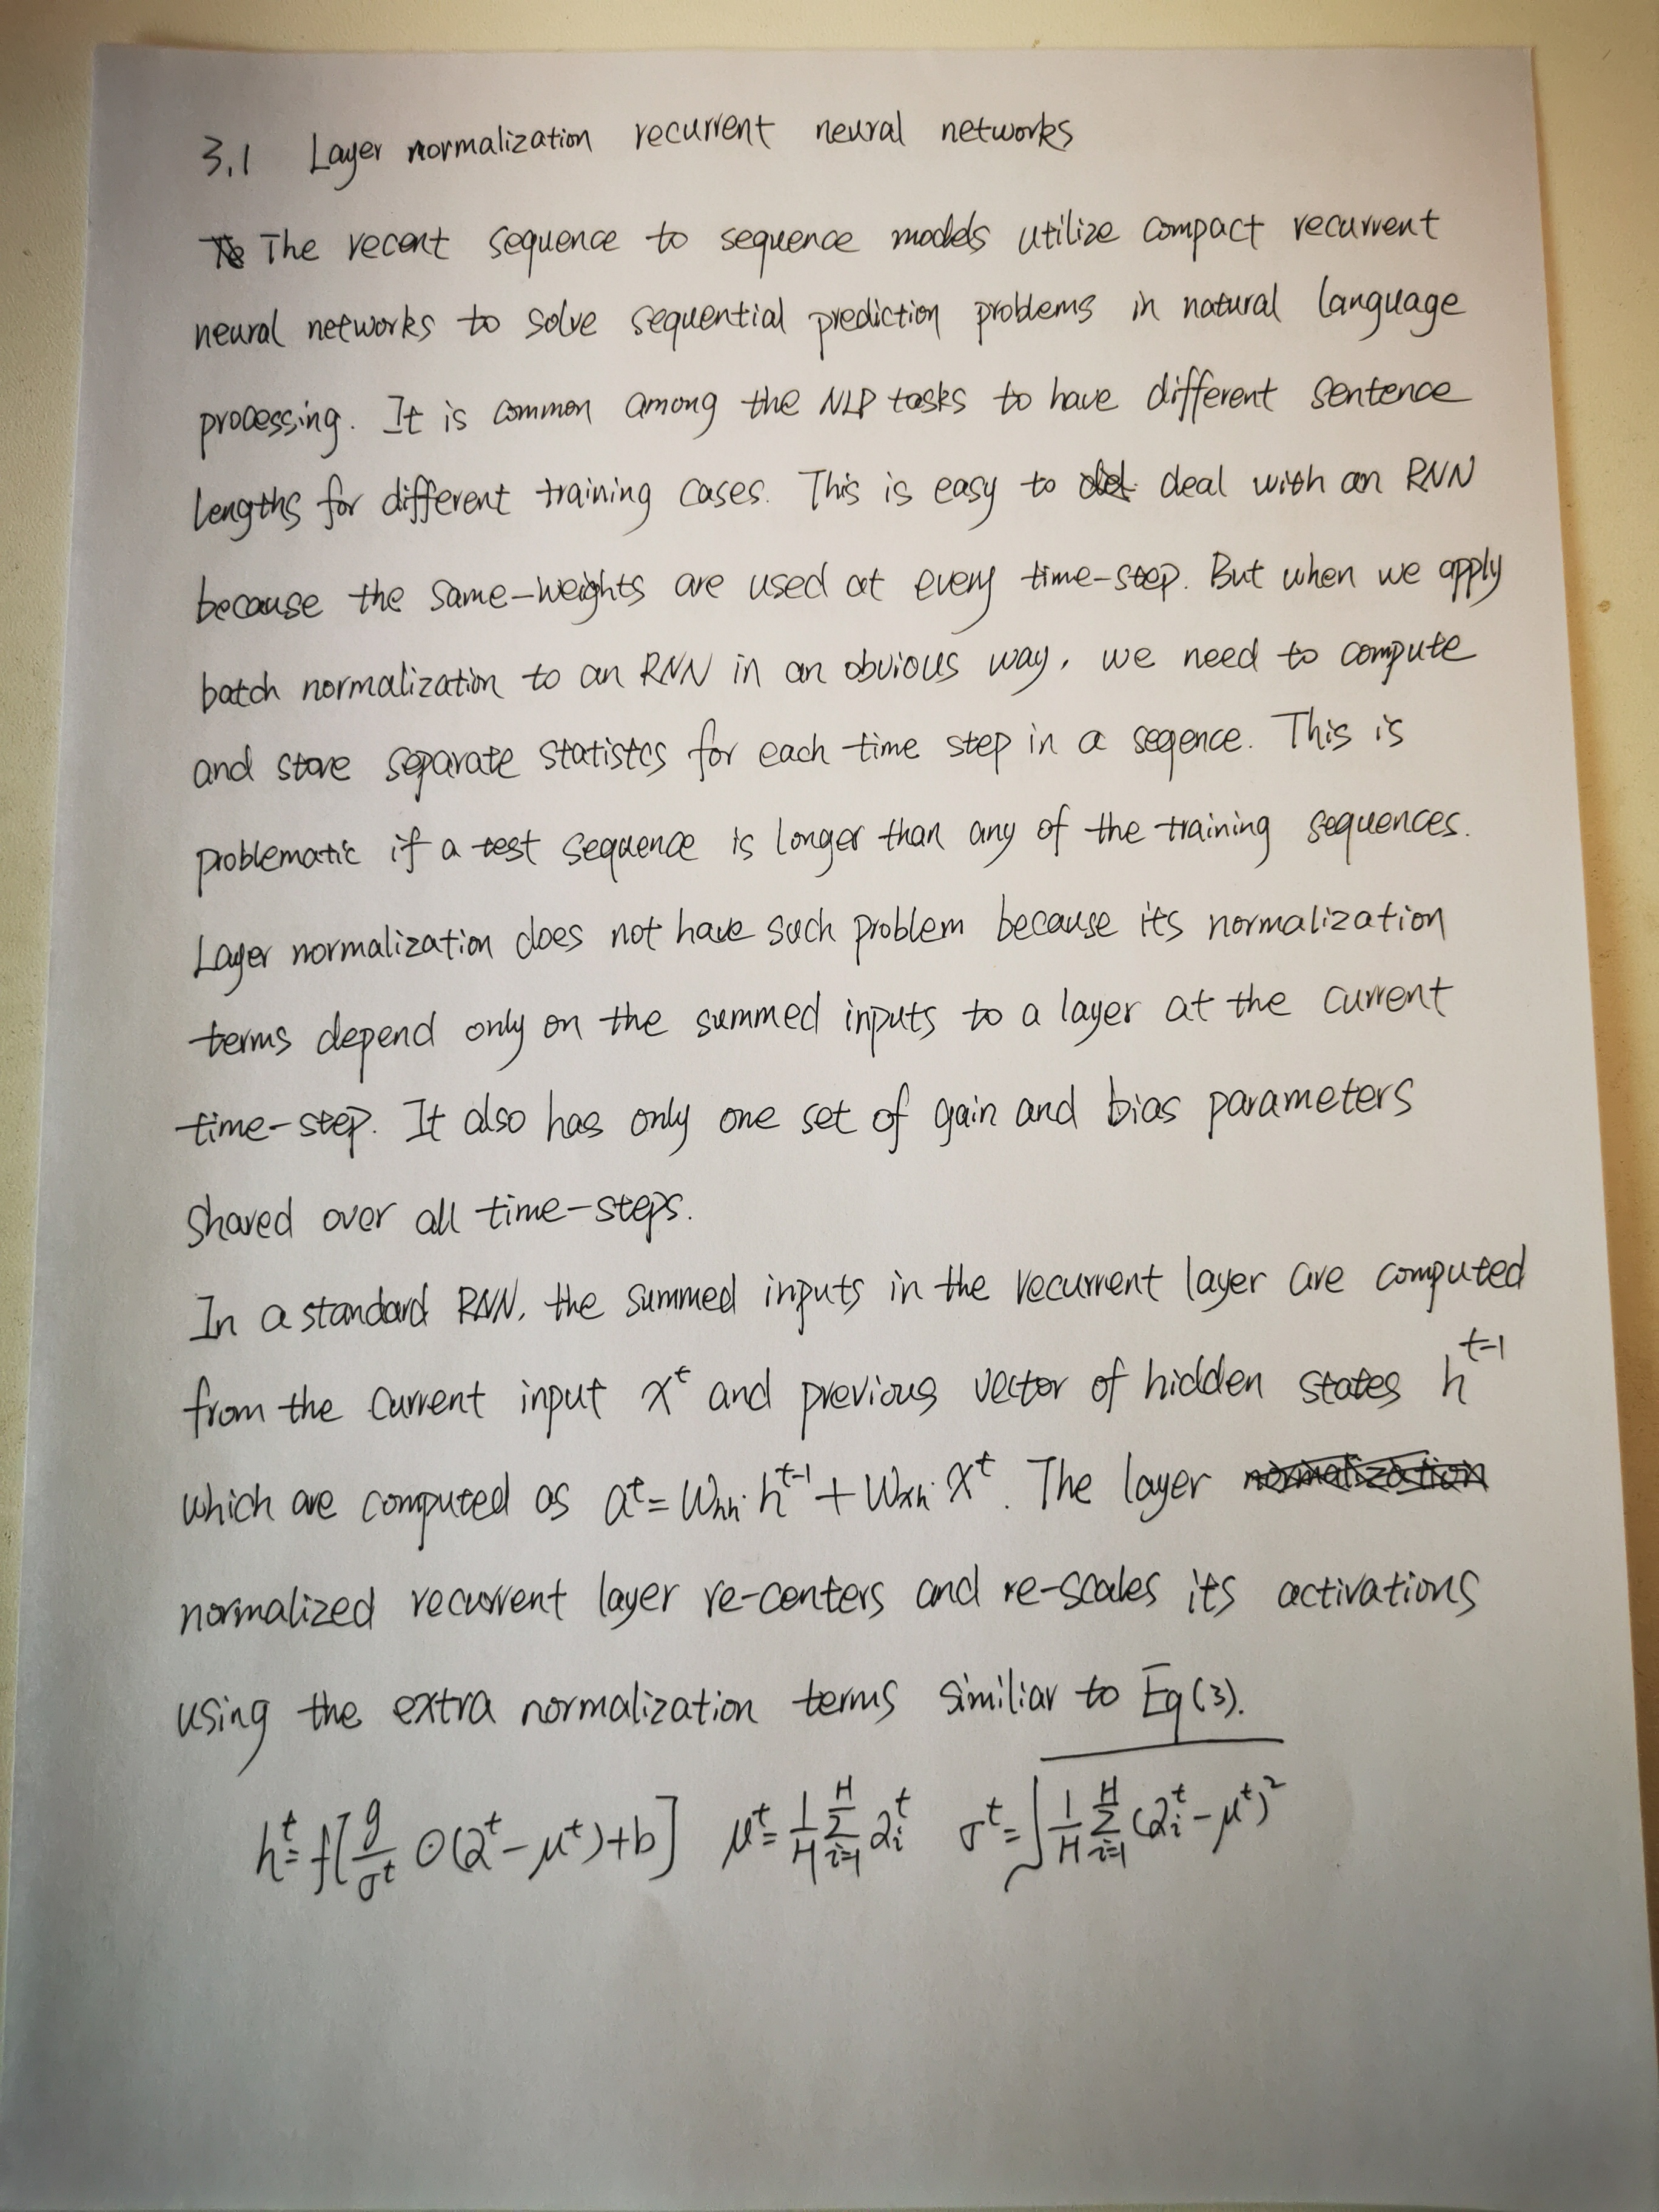 3.1 Layer normalization recurrent neural networks
The recent sequence to sequence models utilize compact recurrent
neural networks to solve sequential prediction problems in natural language
processing. It is common among the NLP tasks to have different sentence
lengths for different training cases. This is easy to deal with an RNN
because the same-weights are used at every time-step. But when we apply
batch normalization to an RNN in an obvious way, we need to compute
and store separate statistcs for each time step in a seqence. This is
problematic if a test sequence is longer than any of the training sequences.
Layer normalization does not have such problem because its normalization
terms depend only on the summed inputs to a layer at the current
time-step. It also has only one set of gain and bias parameters
shared over all time-steps.
In a standard RNN, the summed inputs in the recurrent layer are computed
from the current input x^t and previous vector of hidden states h^{t-1}
which are computed as a^t = W_{hh} h^{t-1} + W_{xh} x^t. The layer normalization
normalized recurrent layer re-centers and re-scales its activations
using the extra normalization terms similiar to Eq(3).
h^t = f[\frac{g}{σ^t} ⊙ (a^t - μ^t) + b] μ^t = \frac{1}{H} \sum_{i=1}^{H} a_i^t σ^t = \sqrt{\frac{1}{H} \sum_{i=1}^{H} (a_i^t - μ^t)^2}